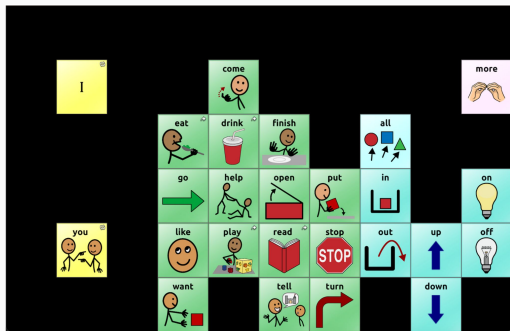 come
more
I
eat
drink
finish
all
go
help
open
put
in
on
you
like
play
read
stop
out
up
off
STOP
want
tell
turn
down